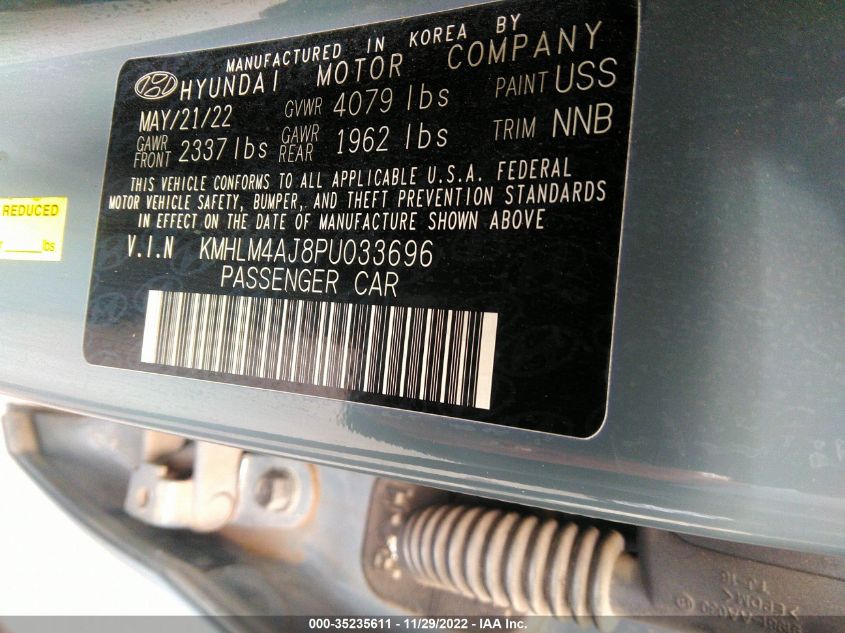 MANUFACTURED IN KOREA BY
HYUNDAI MOTOR COMPANY
MAY/21/22 GVWR 4079 lbs PAINT USS
GAWR FRONT 2337 lbs GAWR REAR 1962 lbs TRIM NNB
THIS VEHICLE CONFORMS TO ALL APPLICABLE U.S.A. FEDERAL
MOTOR VEHICLE SAFETY, BUMPER, AND THEFT PREVENTION STANDARDS
IN EFFECT ON THE DATE OF MANUFACTURE SHOWN ABOVE
V.I.N KMHLM4AJ8PU033696
PASSENGER CAR
REDUCED
lbs
>EPDM<
000-35235611 - 11/29/2022 - IAA Inc.